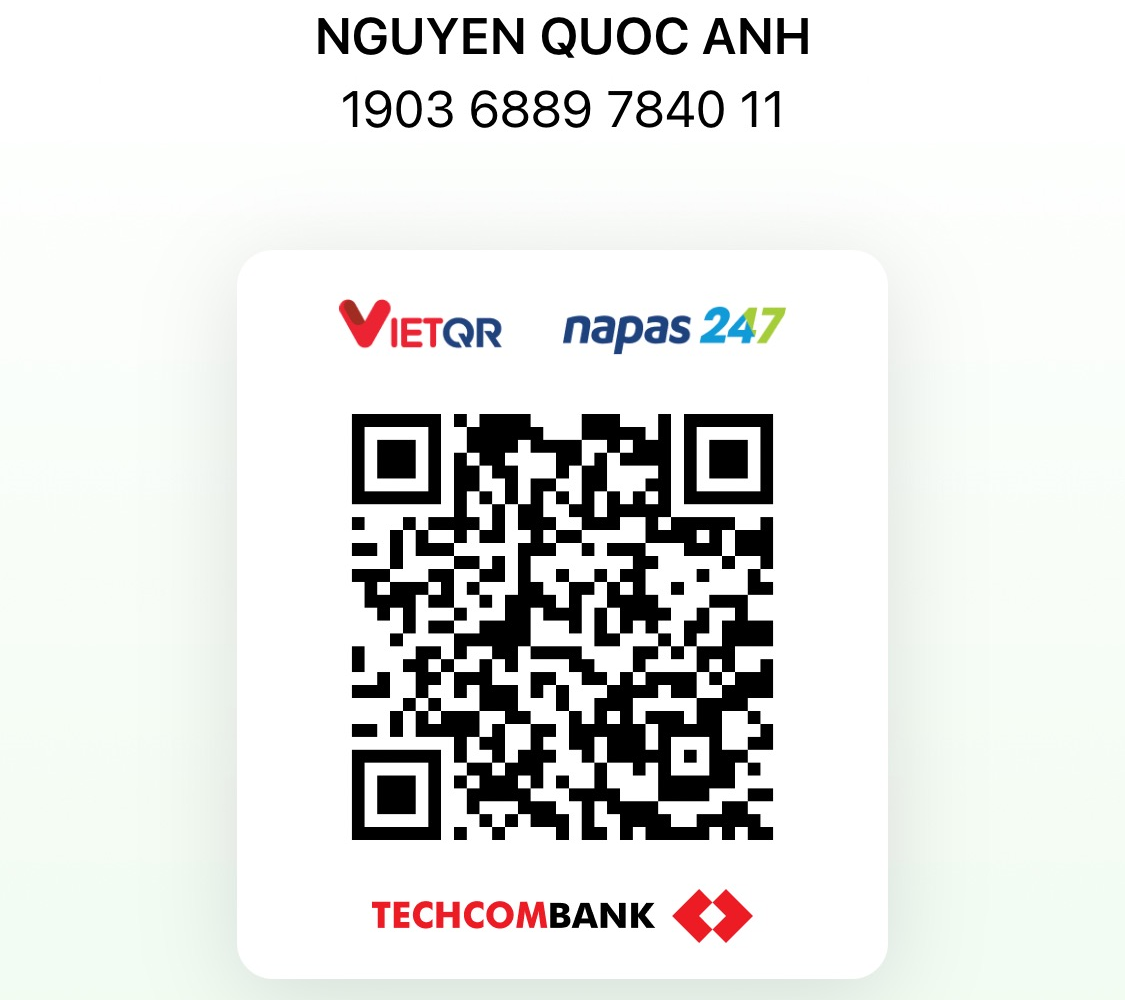 NGUYEN QUOC ANH
1903 6889 7840 11
VIETQR napas 247
TECHCOMBANK